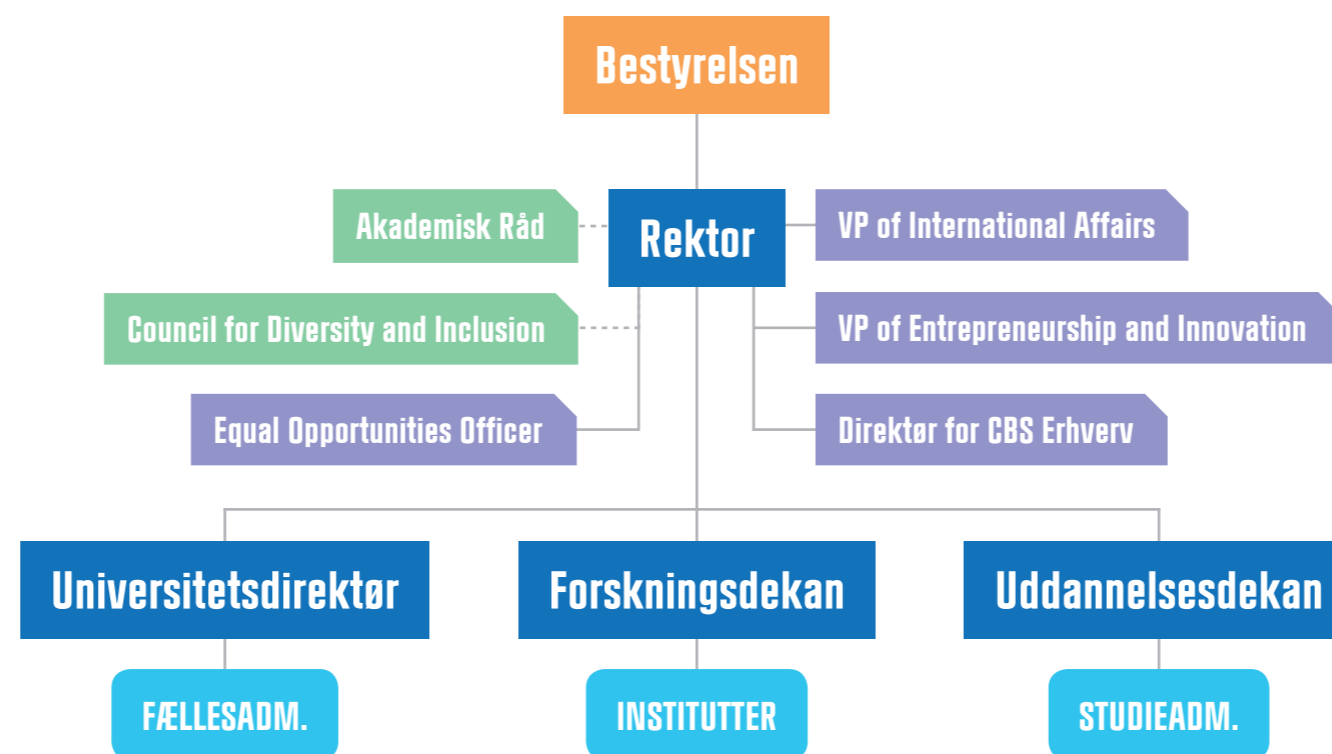 Bestyrelsen
Akademisk Råd
Rektor
VP of International Affairs
Council for Diversity and Inclusion
VP of Entrepreneurship and Innovation
Equal Opportunities Officer
Direktør for CBS Erhverv
Universitetsdirektør
Forskningsdekan
Uddannelsesdekan
FÆLLESADM.
INSTITUTTER
STUDIEADM.